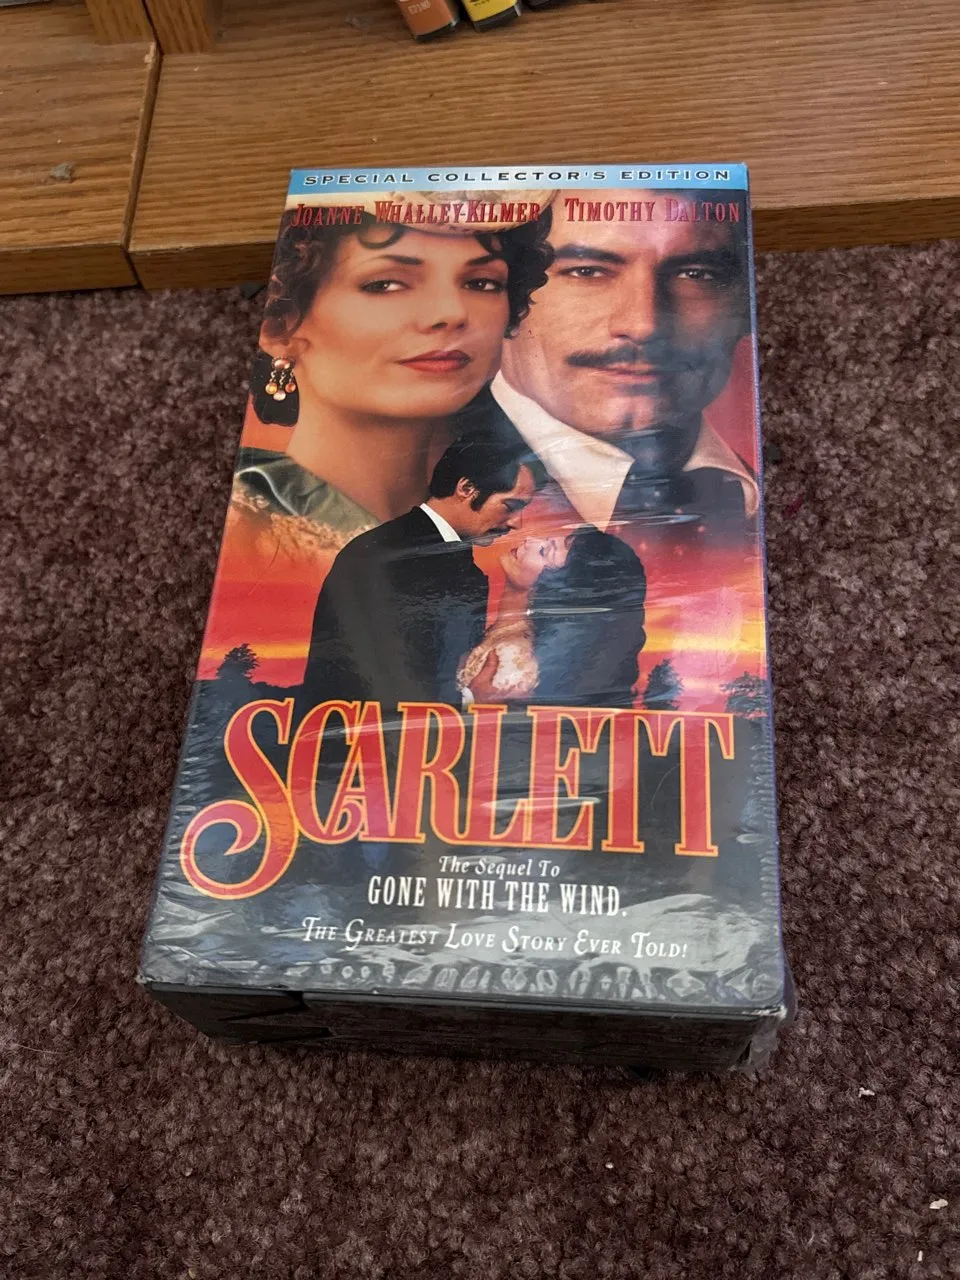 SPECIAL COLLECTOR'S EDITION
JOANNE WHALLEY-KILMER TIMOTHY DALTON
SCARLETT
The Sequel To
GONE WITH THE WIND.
THE GREATEST LOVE STORY EVER TOLD!